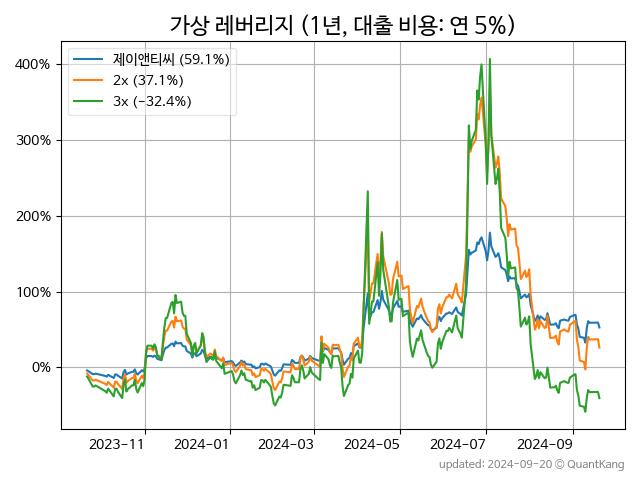 가상 레버리지 (1년, 대출 비용: 연 5%)
제이앤티씨 (59.1%)
2x (37.1%)
3x (-32.4%)
400%
300%
200%
100%
0%
2023-11 2024-01 2024-03 2024-05 2024-07 2024-09
updated: 2024-09-20 © QuantKang